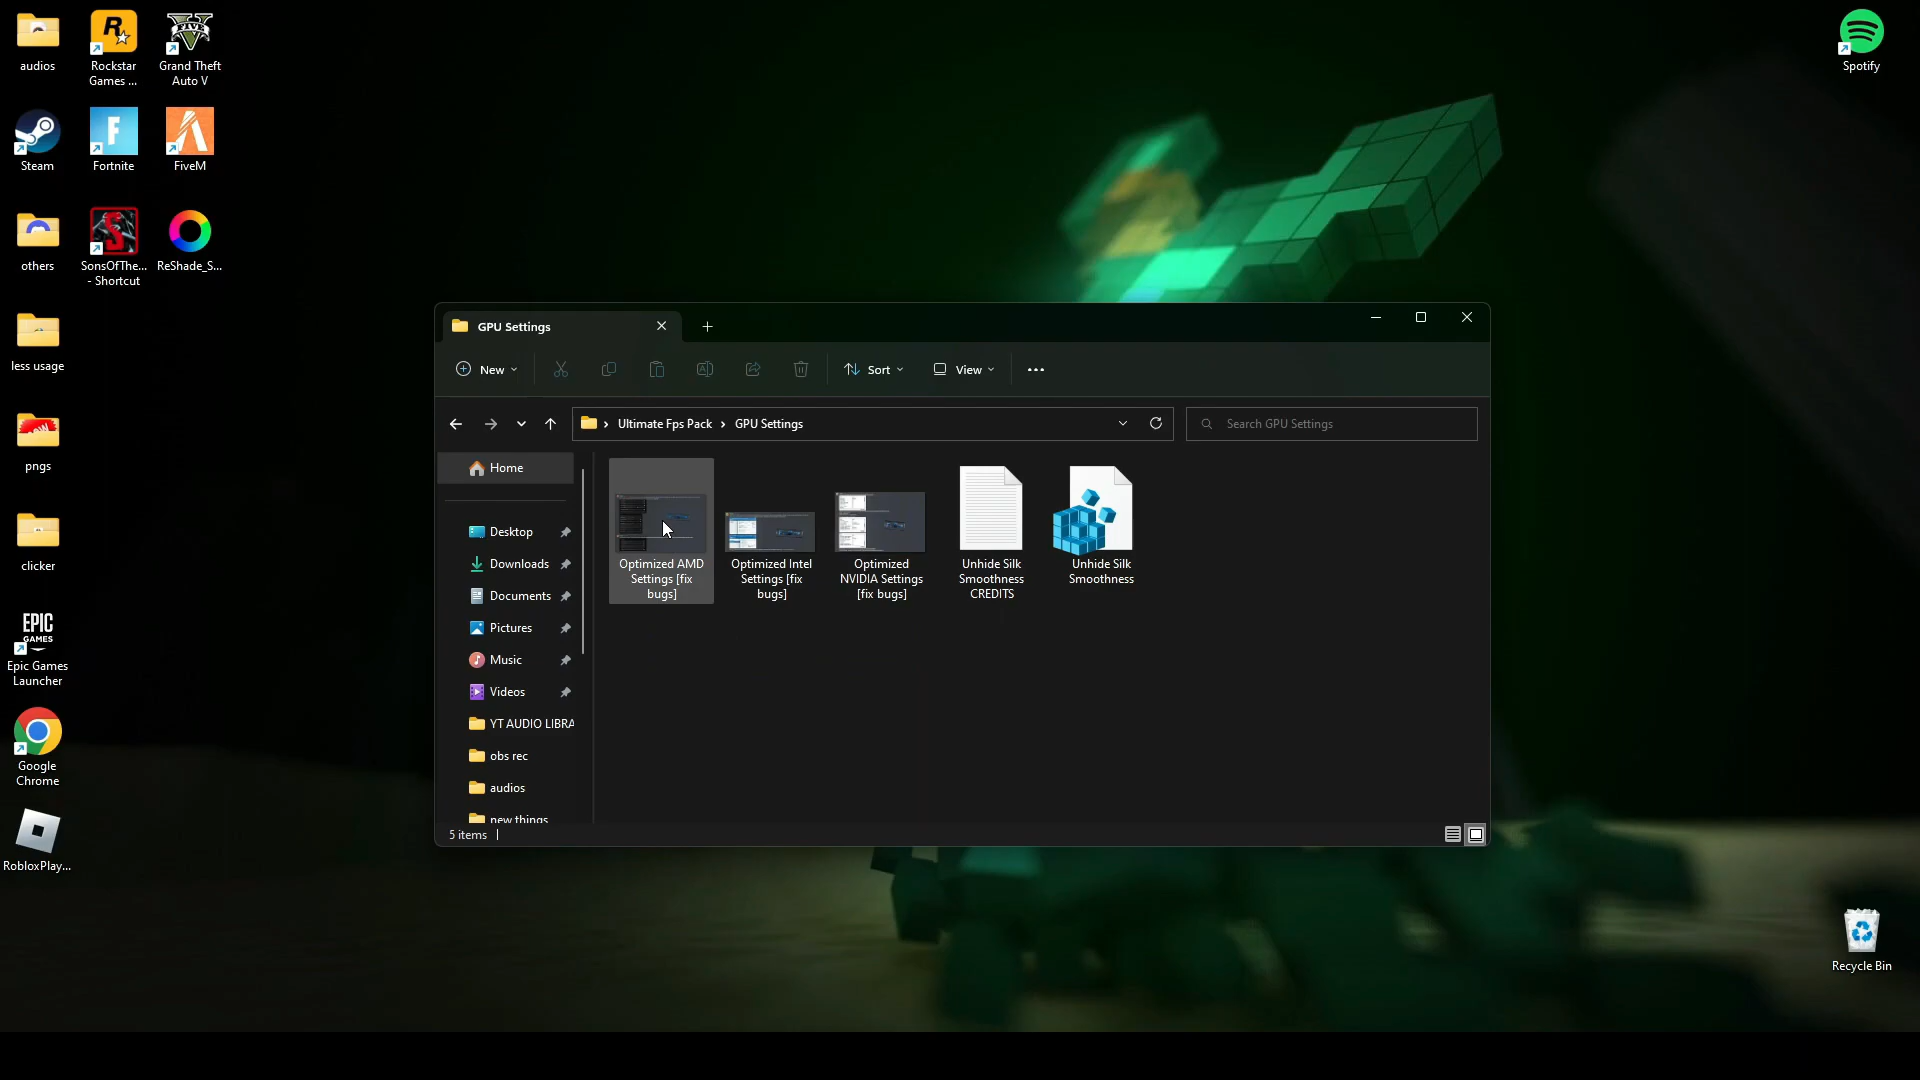 audios
Rockstar
Games ...
Grand Theft
Auto V
Spotify
Steam
Fortnite
FiveM
others
SonsOfThe...
- Shortcut
ReShade_S...
less usage
pngs
clicker
EPIC
GAMES
Epic Games
Launcher
Google
Chrome
RobloxPlay...
Recycle Bin
GPU Settings
New
Sort
View
Ultimate Fps Pack > GPU Settings
Search GPU Settings
Home
Desktop
Downloads
Documents
Pictures
Music
Videos
YT AUDIO LIBRA
obs rec
audios
new things
Optimized AMD
Settings [fix
bugs]
Optimized Intel
Settings [fix
bugs]
Optimized
NVIDIA Settings
[fix bugs]
Unhide Silk
Smoothness
CREDITS
Unhide Silk
Smoothness
5 items